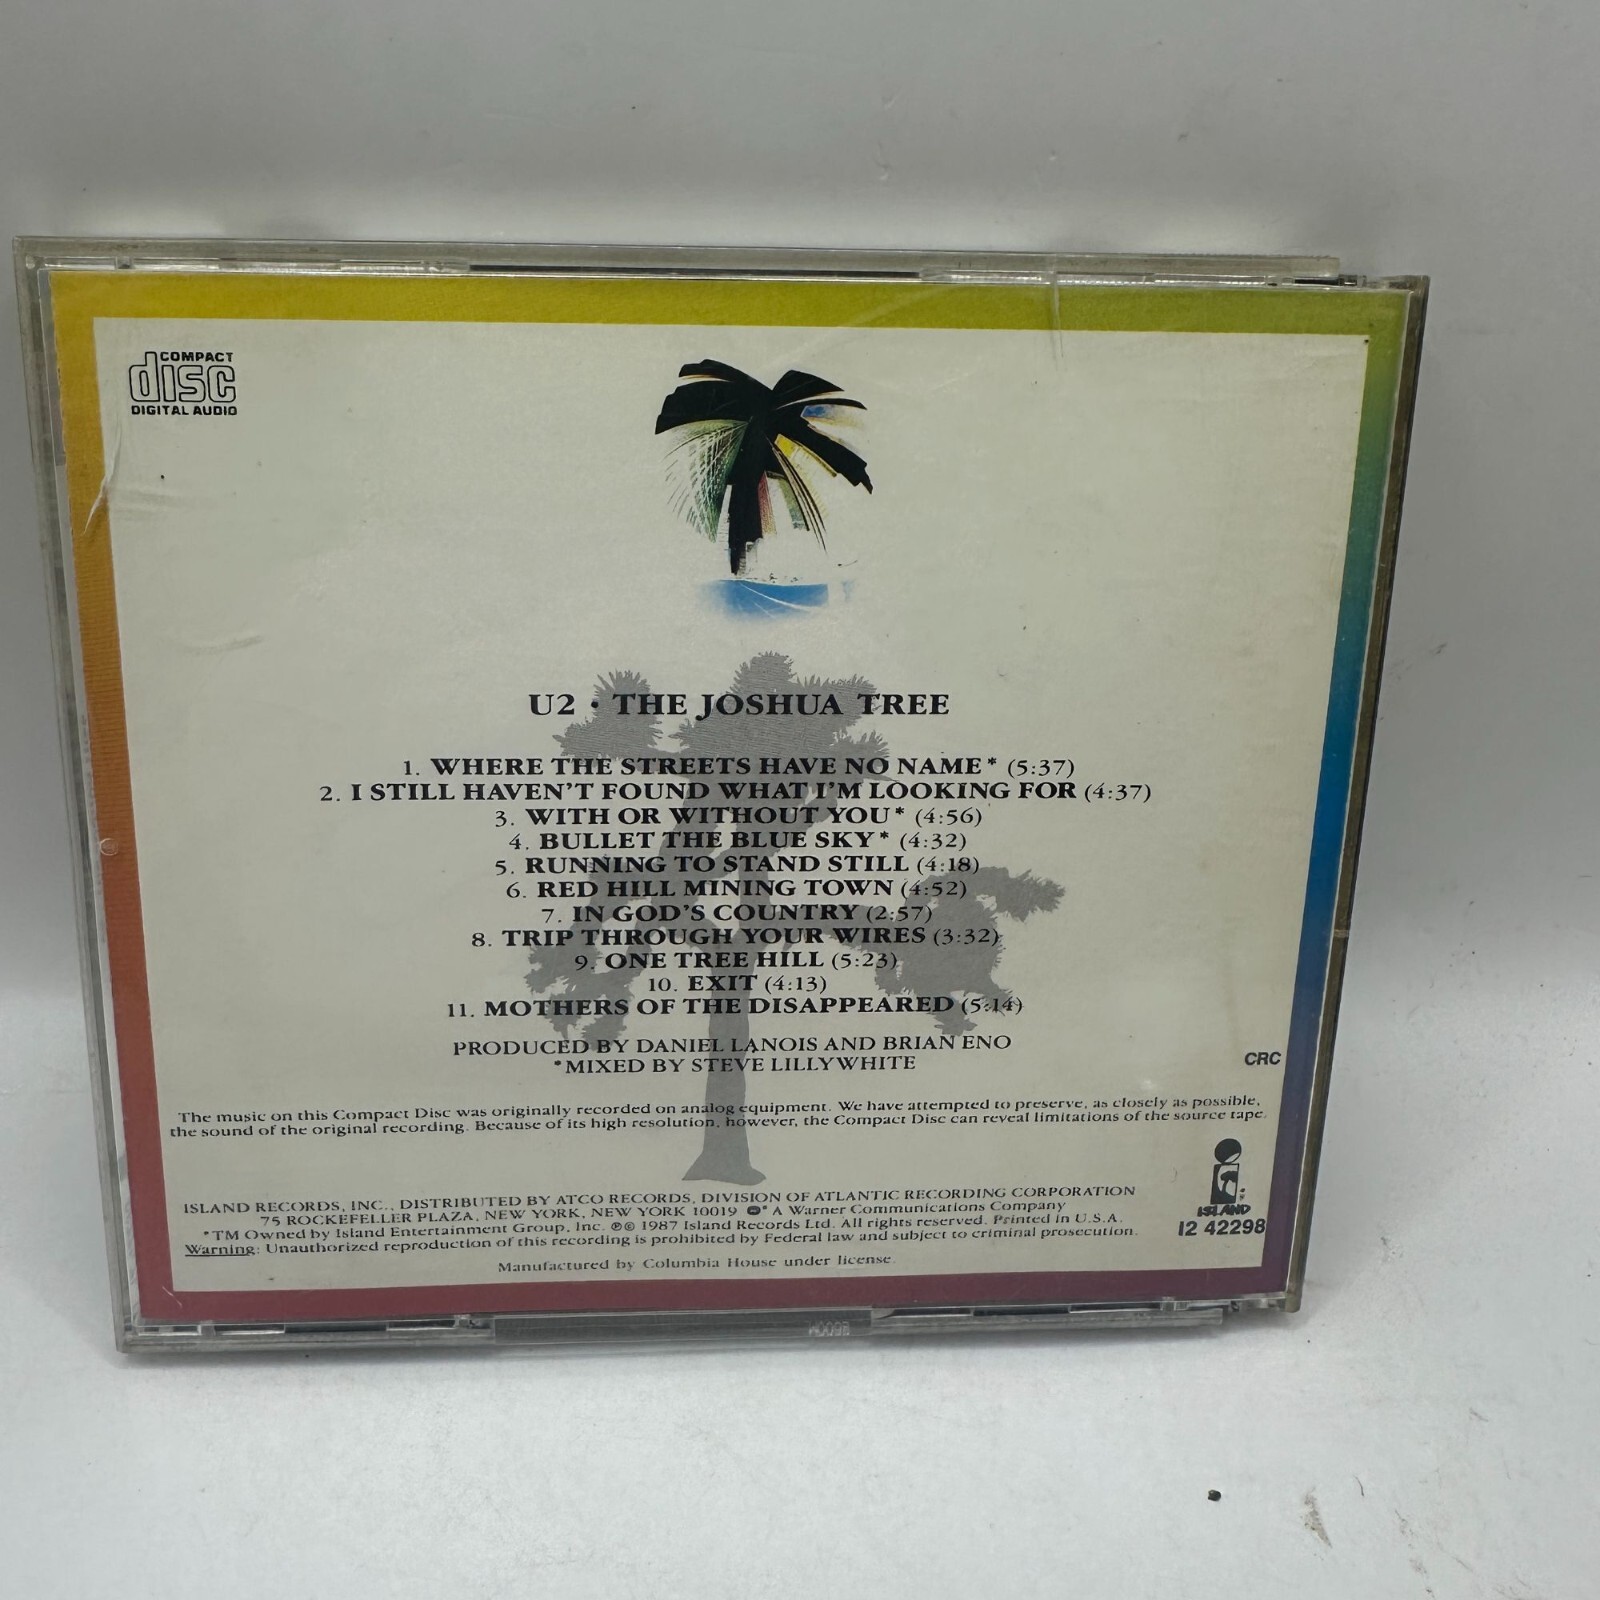 COMPACT
disc
DIGITAL AUDIO
U2 · THE JOSHUA TREE
1. WHERE THE STREETS HAVE NO NAME* (5:37)
2. I STILL HAVEN'T FOUND WHAT I'M LOOKING FOR (4:37)
3. WITH OR WITHOUT YOU* (4:56)
4. BULLET THE BLUE SKY* (4:32)
5. RUNNING TO STAND STILL (4:18)
6. RED HILL MINING TOWN (4:52)
7. IN GOD'S COUNTRY (2:57)
8. TRIP THROUGH YOUR WIRES (3:32)
9. ONE TREE HILL (5:23)
10. EXIT (4:13)
11. MOTHERS OF THE DISAPPEARED (5:14)
PRODUCED BY DANIEL LANOIS AND BRIAN ENO
*MIXED BY STEVE LILLYWHITE
CRC
The music on this Compact Disc was originally recorded on analog equipment. We have attempted to preserve, as closely as possible,
the sound of the original recording. Because of its high resolution, however, the Compact Disc can reveal limitations of the source tape.
ISLAND RECORDS, INC., DISTRIBUTED BY ATCO RECORDS, DIVISION OF ATLANTIC RECORDING CORPORATION
75 ROCKEFELLER PLAZA, NEW YORK, NEW YORK 10019 * A Warner Communications Company
*TM Owned by Island Entertainment Group, Inc. ℗© 1987 Island Records Ltd. All rights reserved. Printed in U.S.A.
Warning: Unauthorized reproduction of this recording is prohibited by Federal law and subject to criminal prosecution.
Manufactured by Columbia House under license.
ISLAND
I2 42298